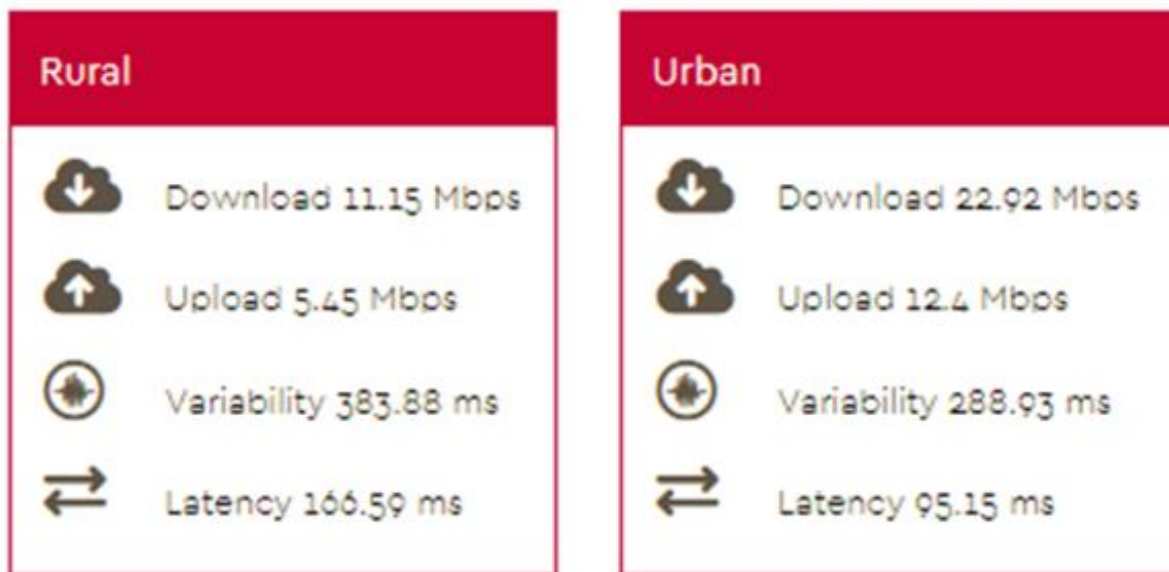 Rural
Download 11.15 Mbps
Upload 5.45 Mbps
Variability 383.88 ms
Latency 166.59 ms
Urban
Download 22.92 Mbps
Upload 12.4 Mbps
Variability 288.93 ms
Latency 95.15 ms